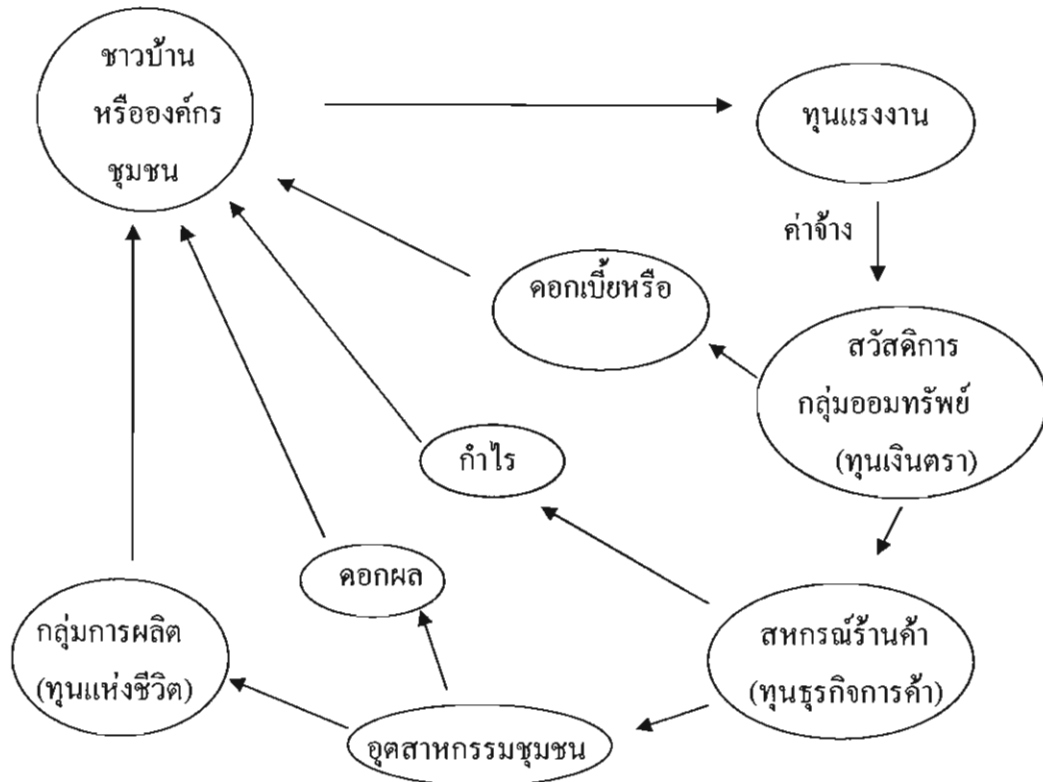 ชาวบ้าน
หรือองค์กร
ชุมชน
ทุนแรงงาน
ค่าจ้าง
ดอกเบี้ยหรือ
สวัสดิการ
กลุ่มออมทรัพย์
(ทุนเงินตรา)
กำไร
ดอกผล
กลุ่มการผลิต
(ทุนแห่งชีวิต)
สหกรณ์ร้านค้า
(ทุนธุรกิจการค้า)
อุตสาหกรรมชุมชน